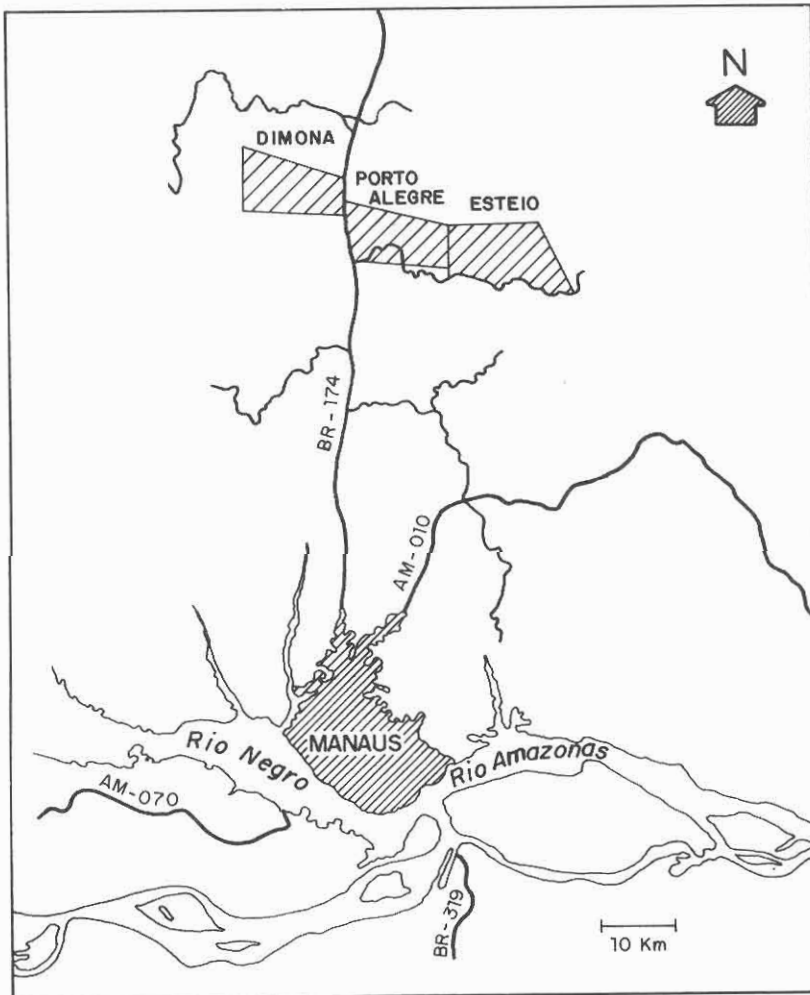 N
DIMONA
PORTO
ALEGRE
ESTEIO
BR-174
AM-010
Rio Negro
MANAUS
Rio Amazonas
AM-070
BR-319
10 Km